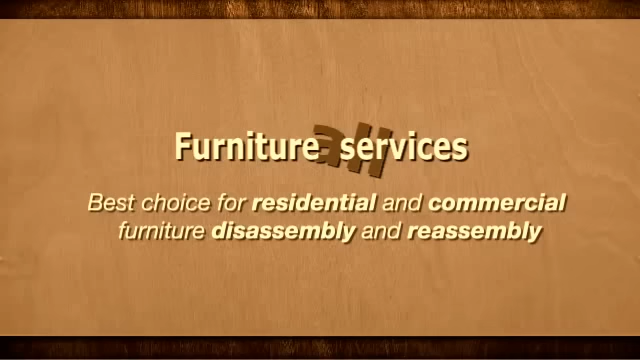 Furniture all services
Best choice for residential and commercial
furniture disassembly and reassembly